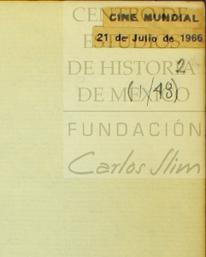 CENTRO DE
CINE MUNDIAL
ESTUDIOS
21 de Julio de 1966
DE HISTORIA
2
DE MÉXICO
(1/48)
FUNDACIÓN
Carlos Slim